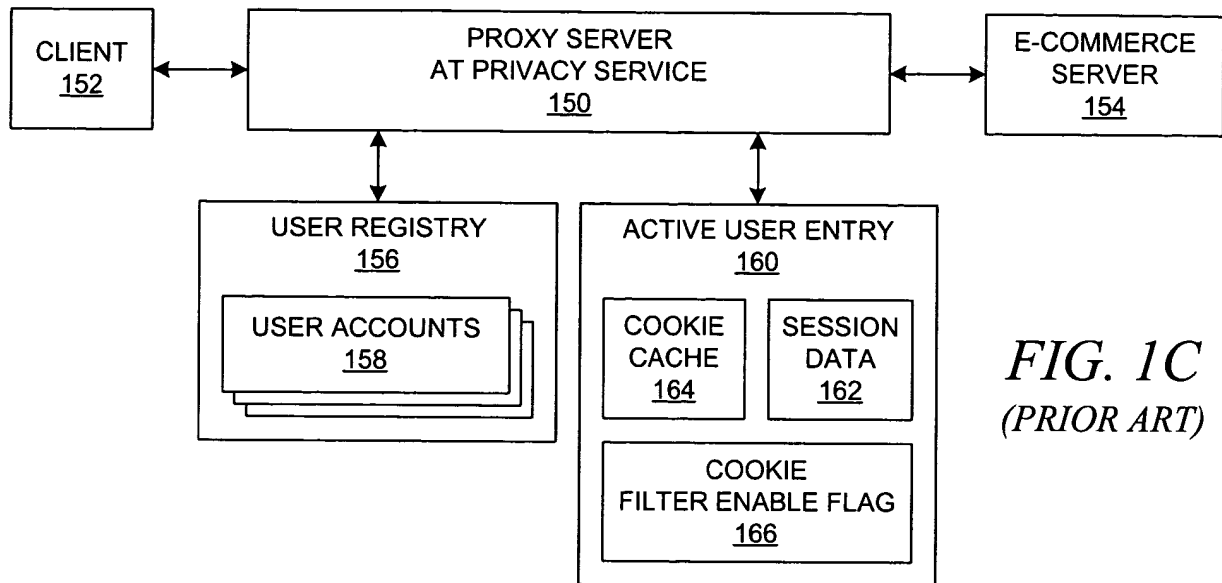 CLIENT
152
PROXY SERVER
AT PRIVACY SERVICE
150
E-COMMERCE
SERVER
154
USER REGISTRY
156
USER ACCOUNTS
158
ACTIVE USER ENTRY
160
COOKIE
CACHE
164
SESSION
DATA
162
COOKIE
FILTER ENABLE FLAG
166
FIG. 1C
(PRIOR ART)